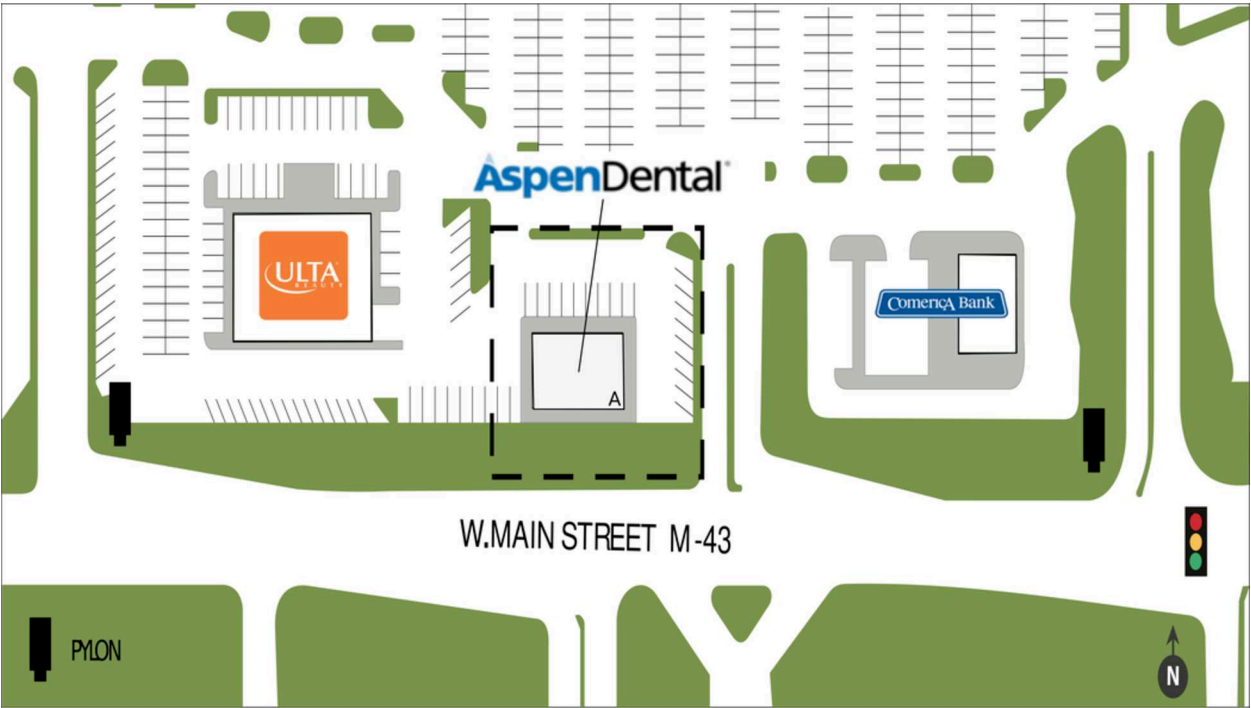 AspenDental®
ULTA
BEAUTY
COMERICA BANK
A
W.MAIN STREET M-43
PYLON
N